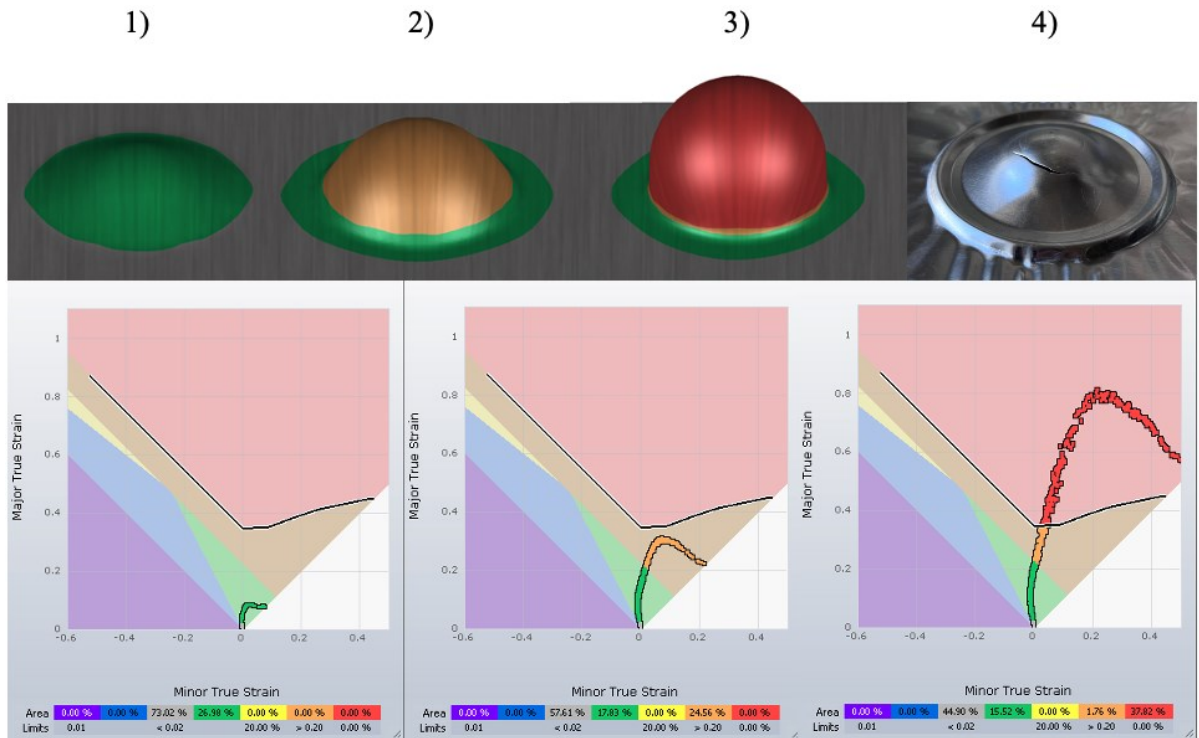 1) 2) 3) 4)
1 1 1
0.8 0.8 0.8
Major True Strain Major True Strain Major True Strain
0.6 0.6 0.6
0.4 0.4 0.4
0.2 0.2 0.2
0 0 0
-0.6 -0.4 -0.2 0 0.2 0.4 -0.6 -0.4 -0.2 0 0.2 0.4 -0.6 -0.4 -0.2 0 0.2 0.4
Minor True Strain Minor True Strain Minor True Strain
Area 0.00 % 0.00 % 73.02 % 26.98 % 0.00 % 0.00 % 0.00 % Area 0.00 % 0.00 % 57.61 % 17.83 % 0.00 % 24.56 % 0.00 % Area 0.00 % 0.00 % 44.90 % 15.52 % 0.00 % 1.76 % 37.82 %
Limits 0.01 < 0.02 20.00 % > 0.20 0.00 % Limits 0.01 < 0.02 20.00 % > 0.20 0.00 % Limits 0.01 < 0.02 20.00 % > 0.20 0.00 %